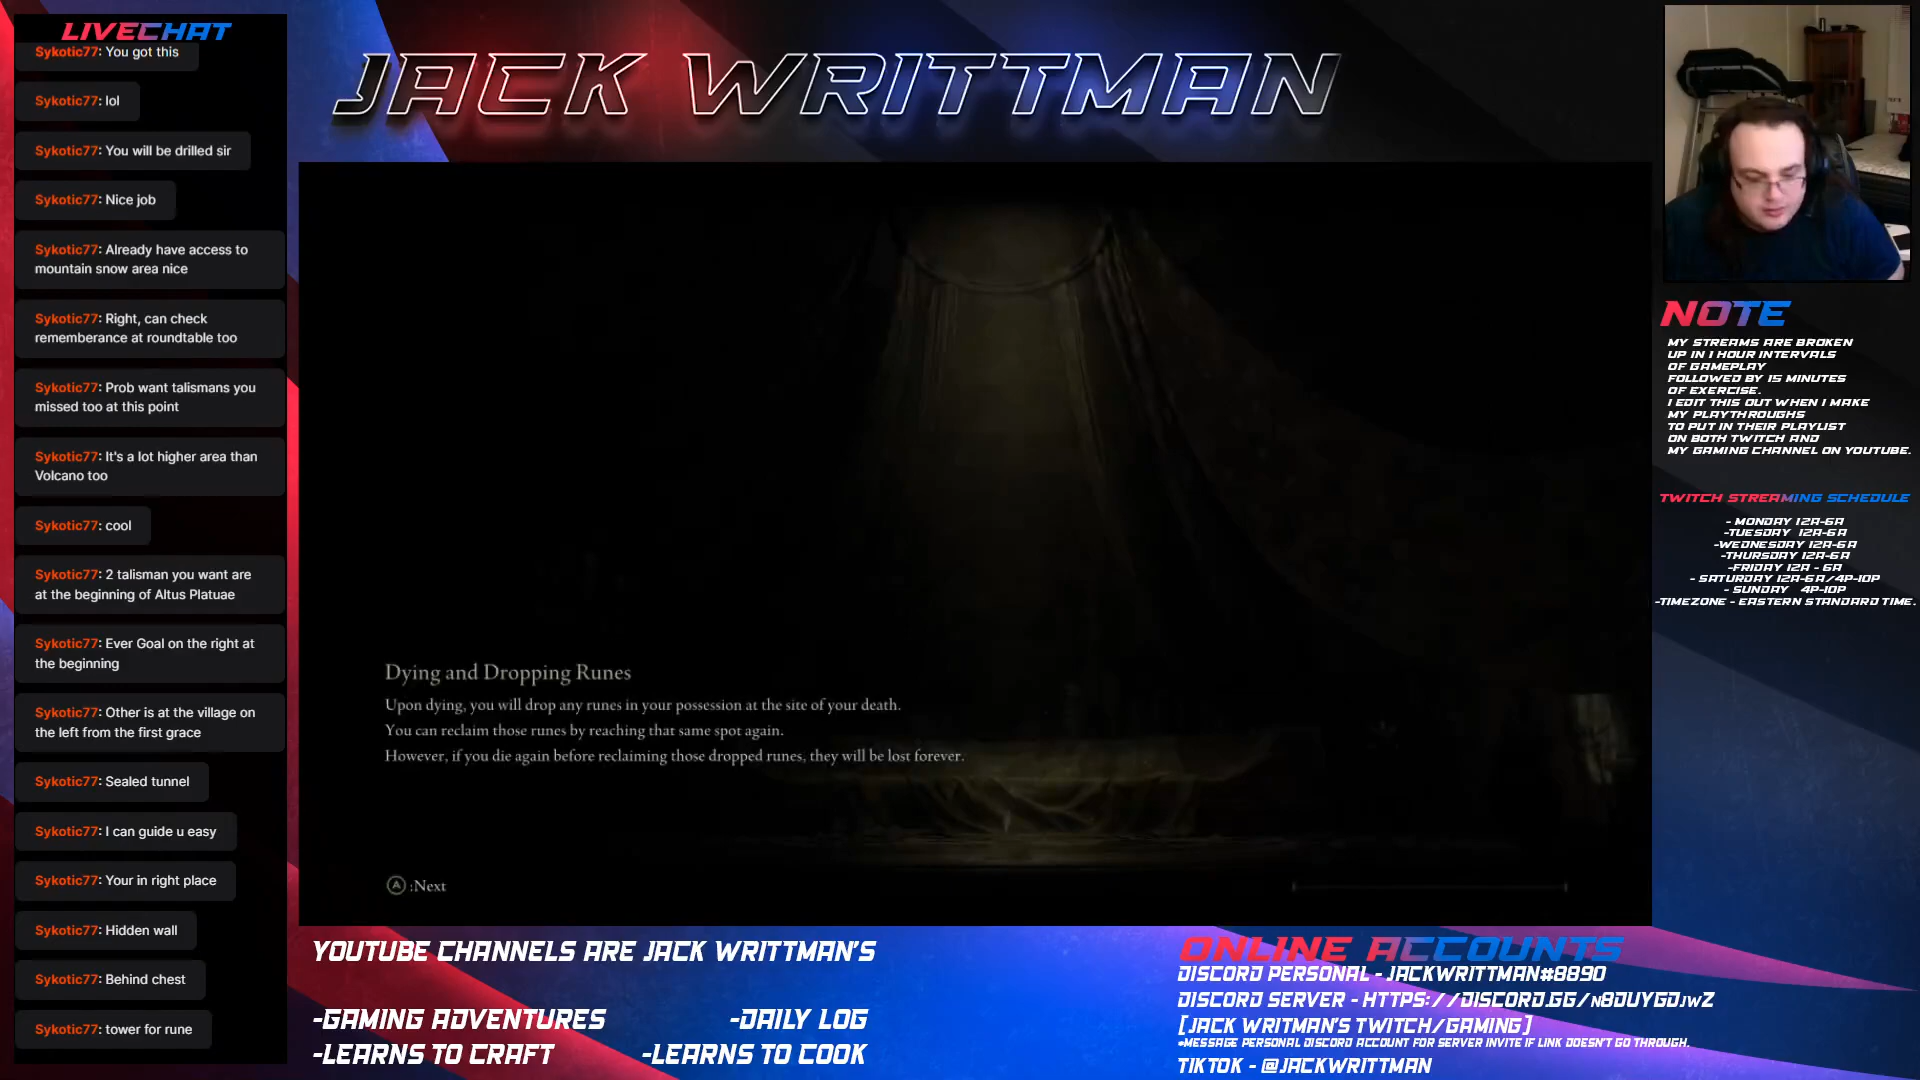 LIVECHAT
Sykotic77: You got this
Sykotic77: lol
Sykotic77: You will be drilled sir
Sykotic77: Nice job
Sykotic77: Already have access to
mountain snow area nice
Sykotic77: Right, can check
rememberance at roundtable too
Sykotic77: Prob want talismans you
missed too at this point
Sykotic77: It's a lot higher area than
Volcano too
Sykotic77: cool
Sykotic77: 2 talisman you want are
at the beginning of Altus Platuae
Sykotic77: Ever Goal on the right at
the beginning
Sykotic77: Other is at the village on
the left from the first grace
Sykotic77: Sealed tunnel
Sykotic77: I can guide u easy
Sykotic77: Your in right place
Sykotic77: Hidden wall
Sykotic77: Behind chest
Sykotic77: tower for rune
JACK WRITTMAN
Dying and Dropping Runes
Upon dying, you will drop any runes in your possession at the site of your death.
You can reclaim those runes by reaching that same spot again.
However, if you die again before reclaiming those dropped runes, they will be lost forever.
A :Next
NOTE
MY STREAMS ARE BROKEN
UP IN 1 HOUR INTERVALS
OF GAMEPLAY
FOLLOWED BY 15 MINUTES
OF EXERCISE.
I EDIT THIS OUT WHEN I MAKE
MY PLAYTHROUGHS
TO PUT IN THEIR PLAYLIST
ON BOTH TWITCH AND
MY GAMING CHANNEL ON YOUTUBE.
TWITCH STREAMING SCHEDULE
- MONDAY 12A-6A
-TUESDAY 12A-6A
-WEDNESDAY 12A-6A
-THURSDAY 12A-6A
-FRIDAY 12A - 6A
- SATURDAY 12A-6A/4P-10P
- SUNDAY 4P-10P
-TIMEZONE - EASTERN STANDARD TIME.
YOUTUBE CHANNELS ARE JACK WRITTMAN'S
-GAMING ADVENTURES -DAILY LOG
-LEARNS TO CRAFT -LEARNS TO COOK
ONLINE ACCOUNTS
DISCORD PERSONAL - JACKWRITTMAN#8890
DISCORD SERVER - HTTPS://DISCORD.GG/N8DUYGDJWZ
[JACK WRITMAN'S TWITCH/GAMING]
*MESSAGE PERSONAL DISCORD ACCOUNT FOR SERVER INVITE IF LINK DOESN'T GO THROUGH.
TIKTOK - @JACKWRITTMAN